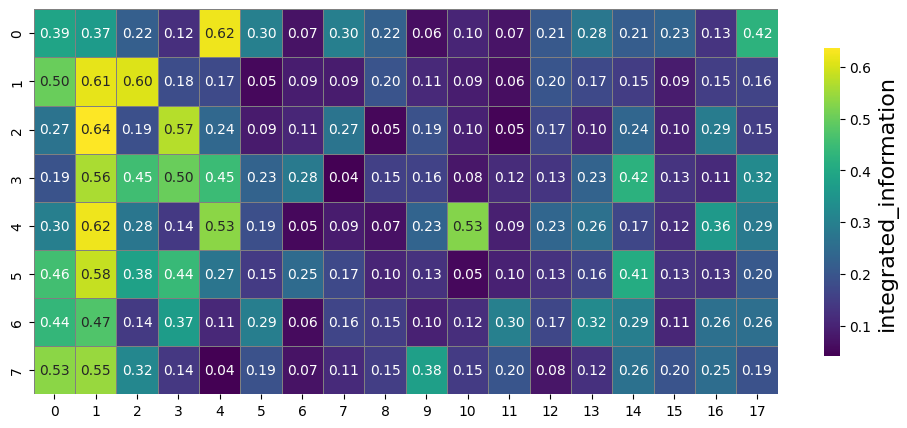 0 0.39 0.37 0.22 0.12 0.62 0.30 0.07 0.30 0.22 0.06 0.10 0.07 0.21 0.28 0.21 0.23 0.13 0.42
1 0.50 0.61 0.60 0.18 0.17 0.05 0.09 0.09 0.20 0.11 0.09 0.06 0.20 0.17 0.15 0.09 0.15 0.16
2 0.27 0.64 0.19 0.57 0.24 0.09 0.11 0.27 0.05 0.19 0.10 0.05 0.17 0.10 0.24 0.10 0.29 0.15
3 0.19 0.56 0.45 0.50 0.45 0.23 0.28 0.04 0.15 0.16 0.08 0.12 0.13 0.23 0.42 0.13 0.11 0.32
4 0.30 0.62 0.28 0.14 0.53 0.19 0.05 0.09 0.07 0.23 0.53 0.09 0.23 0.26 0.17 0.12 0.36 0.29
5 0.46 0.58 0.38 0.44 0.27 0.15 0.25 0.17 0.10 0.13 0.05 0.10 0.13 0.16 0.41 0.13 0.13 0.20
6 0.44 0.47 0.14 0.37 0.11 0.29 0.06 0.16 0.15 0.10 0.12 0.30 0.17 0.32 0.29 0.11 0.26 0.26
7 0.53 0.55 0.32 0.14 0.04 0.19 0.07 0.11 0.15 0.38 0.15 0.20 0.08 0.12 0.26 0.20 0.25 0.19
0 1 2 3 4 5 6 7 8 9 10 11 12 13 14 15 16 17
0.6
0.5
0.4
0.3
0.2
0.1
integrated_information